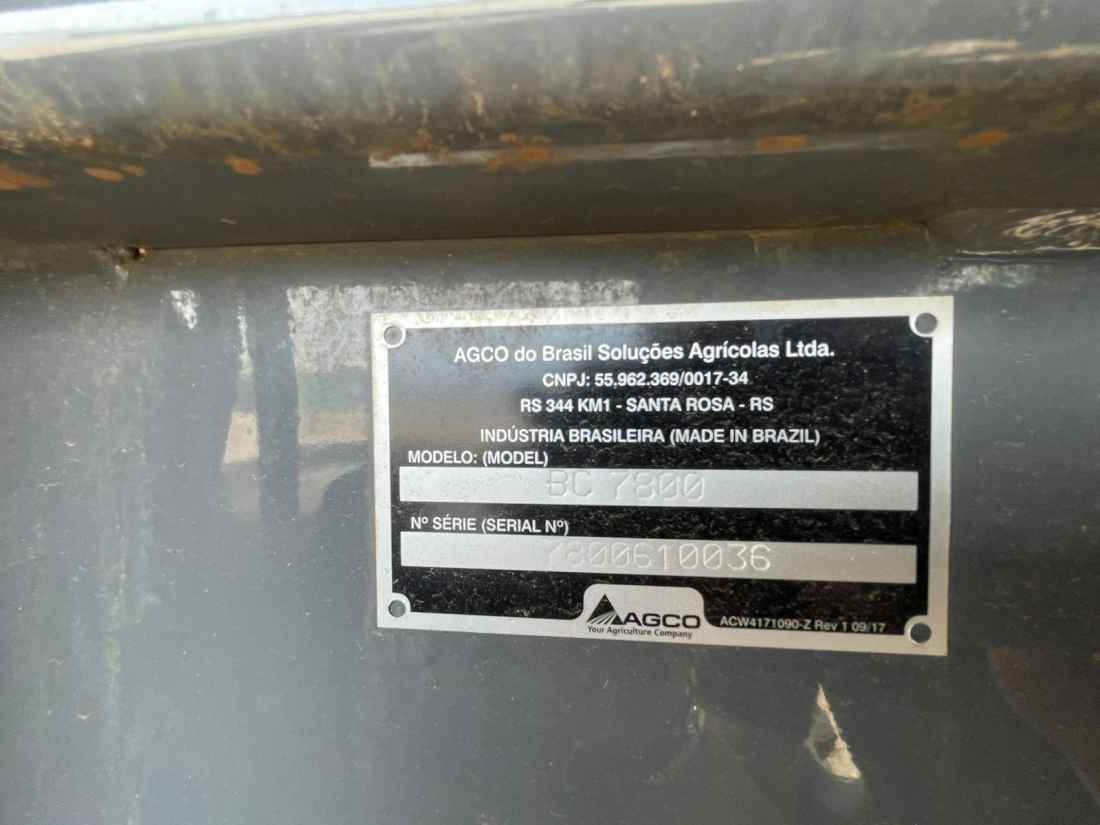 AGCO do Brasil Soluções Agrícolas Ltda.
CNPJ: 55.962.369/0017-34
RS 344 KM1 - SANTA ROSA - RS
INDÚSTRIA BRASILEIRA (MADE IN BRAZIL)
MODELO: (MODEL)
BC 7800
Nº SÉRIE (SERIAL Nº)
7800610036
AGCO
Your Agriculture Company
ACW4171090-Z Rev 1 09/17